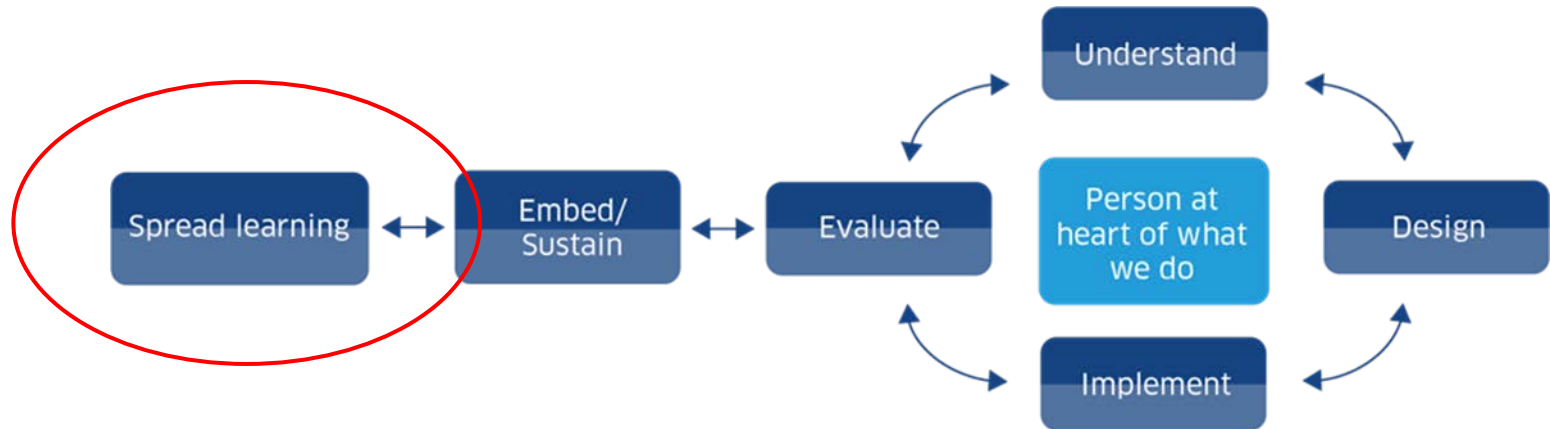 Understand
Spread learning
Embed/
Sustain
Evaluate
Person at
heart of what
we do
Design
Implement